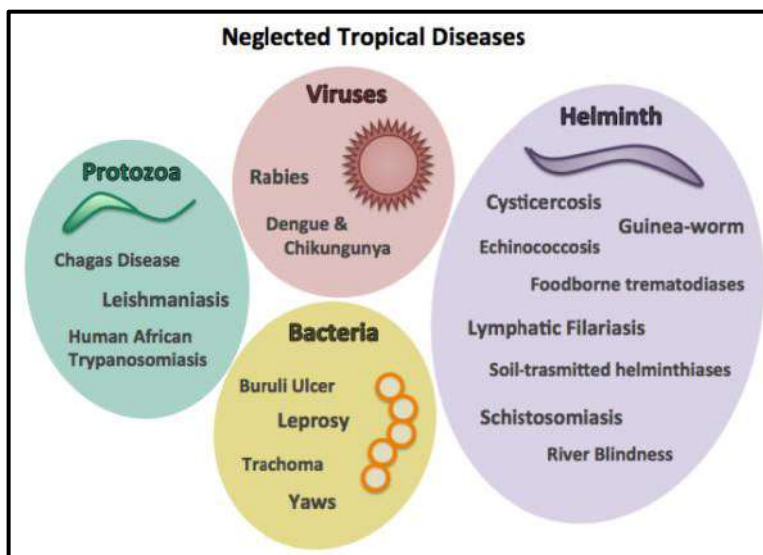 Neglected Tropical Diseases
Viruses
Rabies
Dengue &
Chikungunya
Protozoa
Chagas Disease
Leishmaniasis
Human African
Trypanosomiasis
Bacteria
Buruli Ulcer
Leprosy
Trachoma
Yaws
Helminth
Cysticercosis
Guinea-worm
Echinococcosis
Foodborne trematodiases
Lymphatic Filariasis
Soil-trasmitted helminthiases
Schistosomiasis
River Blindness